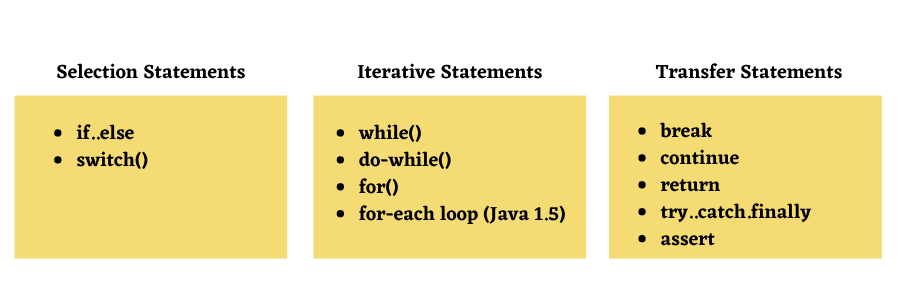 Selection Statements
• if..else
• switch()
Iterative Statements
• while()
• do-while()
• for()
• for-each loop (Java 1.5)
Transfer Statements
• break
• continue
• return
• try..catch.finally
• assert